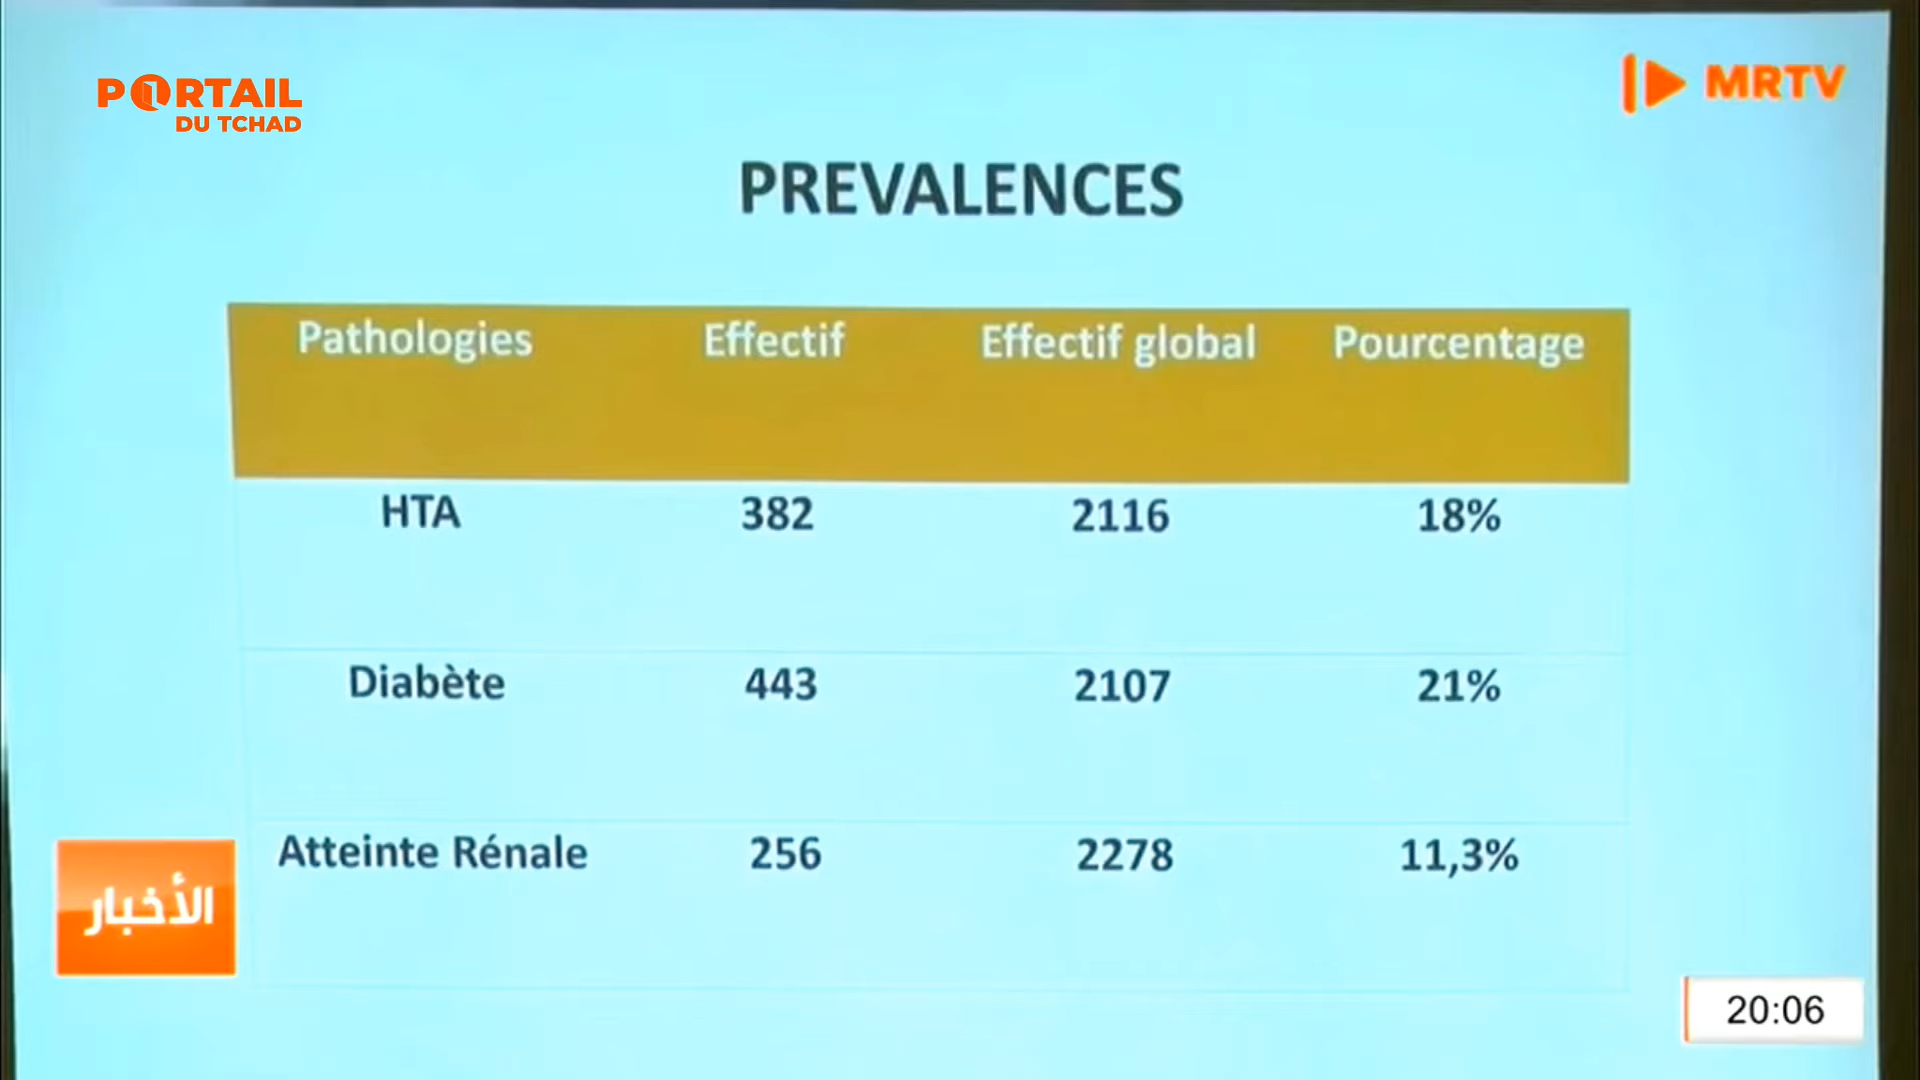 PORTAIL
DU TCHAD
MRTV
PREVALENCES
Pathologies Effectif Effectif global Pourcentage
HTA 382 2116 18%
Diabète 443 2107 21%
Atteinte Rénale 256 2278 11,3%
الأخبار
20:06